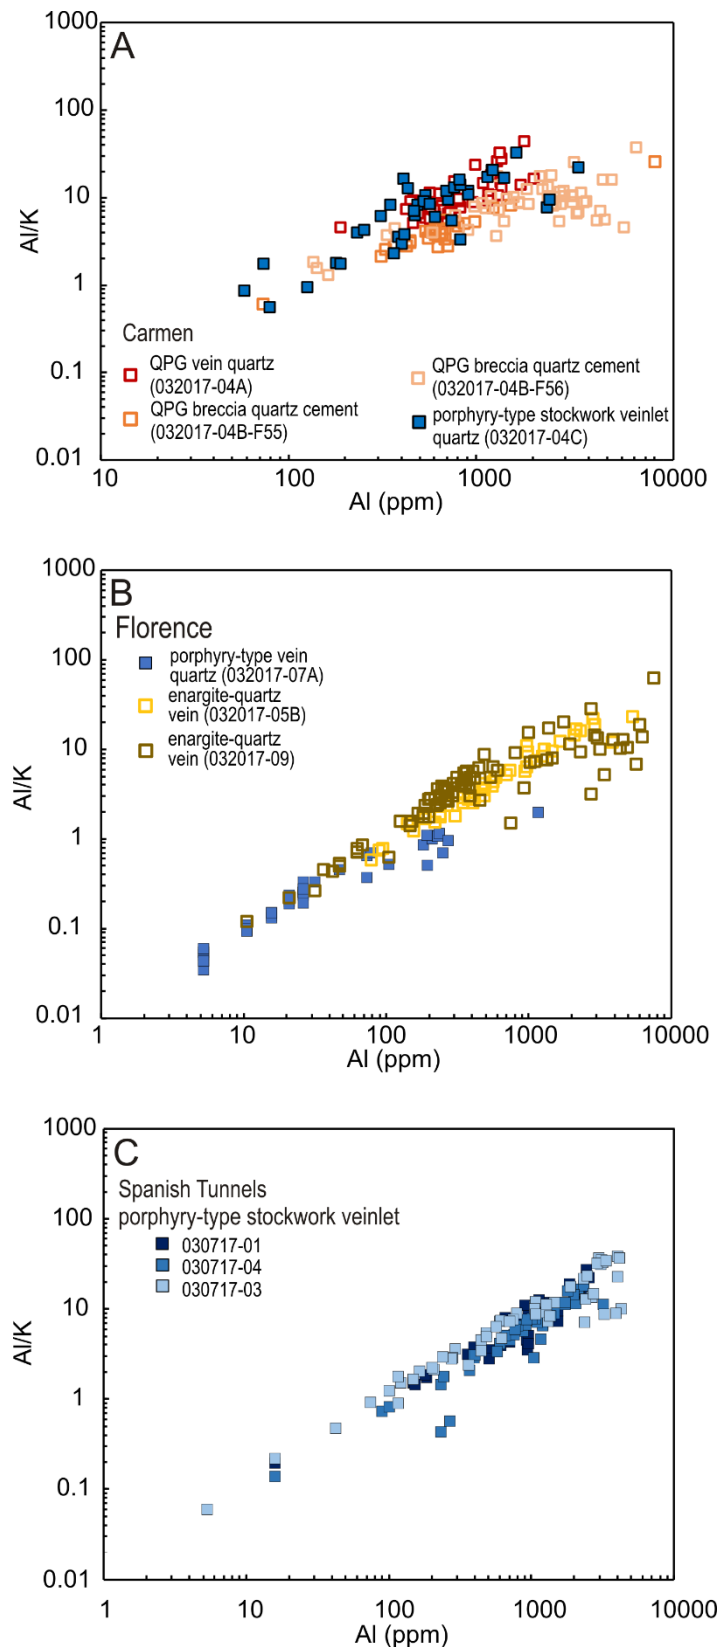 A
1000
100
10
1
0.1
0.01
Al/K
Carmen
QPG vein quartz
(032017-04A)
QPG breccia quartz cement
(032017-04B-F55)
QPG breccia quartz cement
(032017-04B-F56)
porphyry-type stockwork veinlet
quartz (032017-04C)
10
100
1000
10000
Al (ppm)
B
Florence
1000
100
10
1
0.1
0.01
Al/K
porphyry-type vein
quartz (032017-07A)
enargite-quartz
vein (032017-05B)
enargite-quartz
vein (032017-09)
1
10
100
1000
10000
Al (ppm)
C
Spanish Tunnels
porphyry-type stockwork veinlet
1000
100
10
1
0.1
0.01
Al/K
030717-01
030717-04
030717-03
1
10
100
1000
10000
Al (ppm)